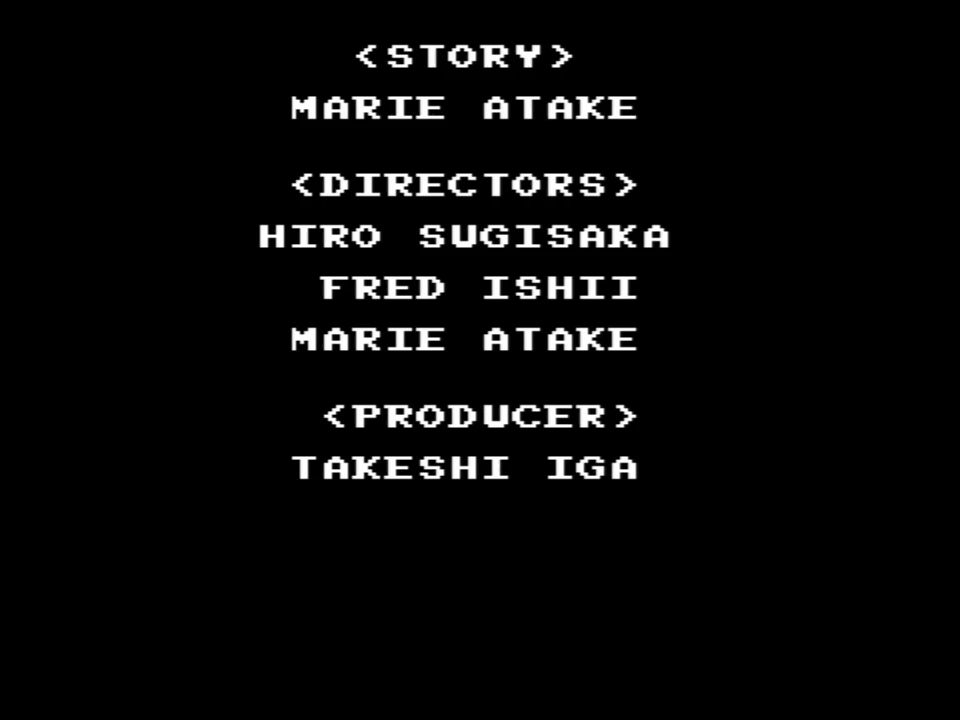 <STORY>
MARIE ATAKE
<DIRECTORS>
HIRO SUGISAKA
FRED ISHII
MARIE ATAKE
<PRODUCER>
TAKESHI IGA